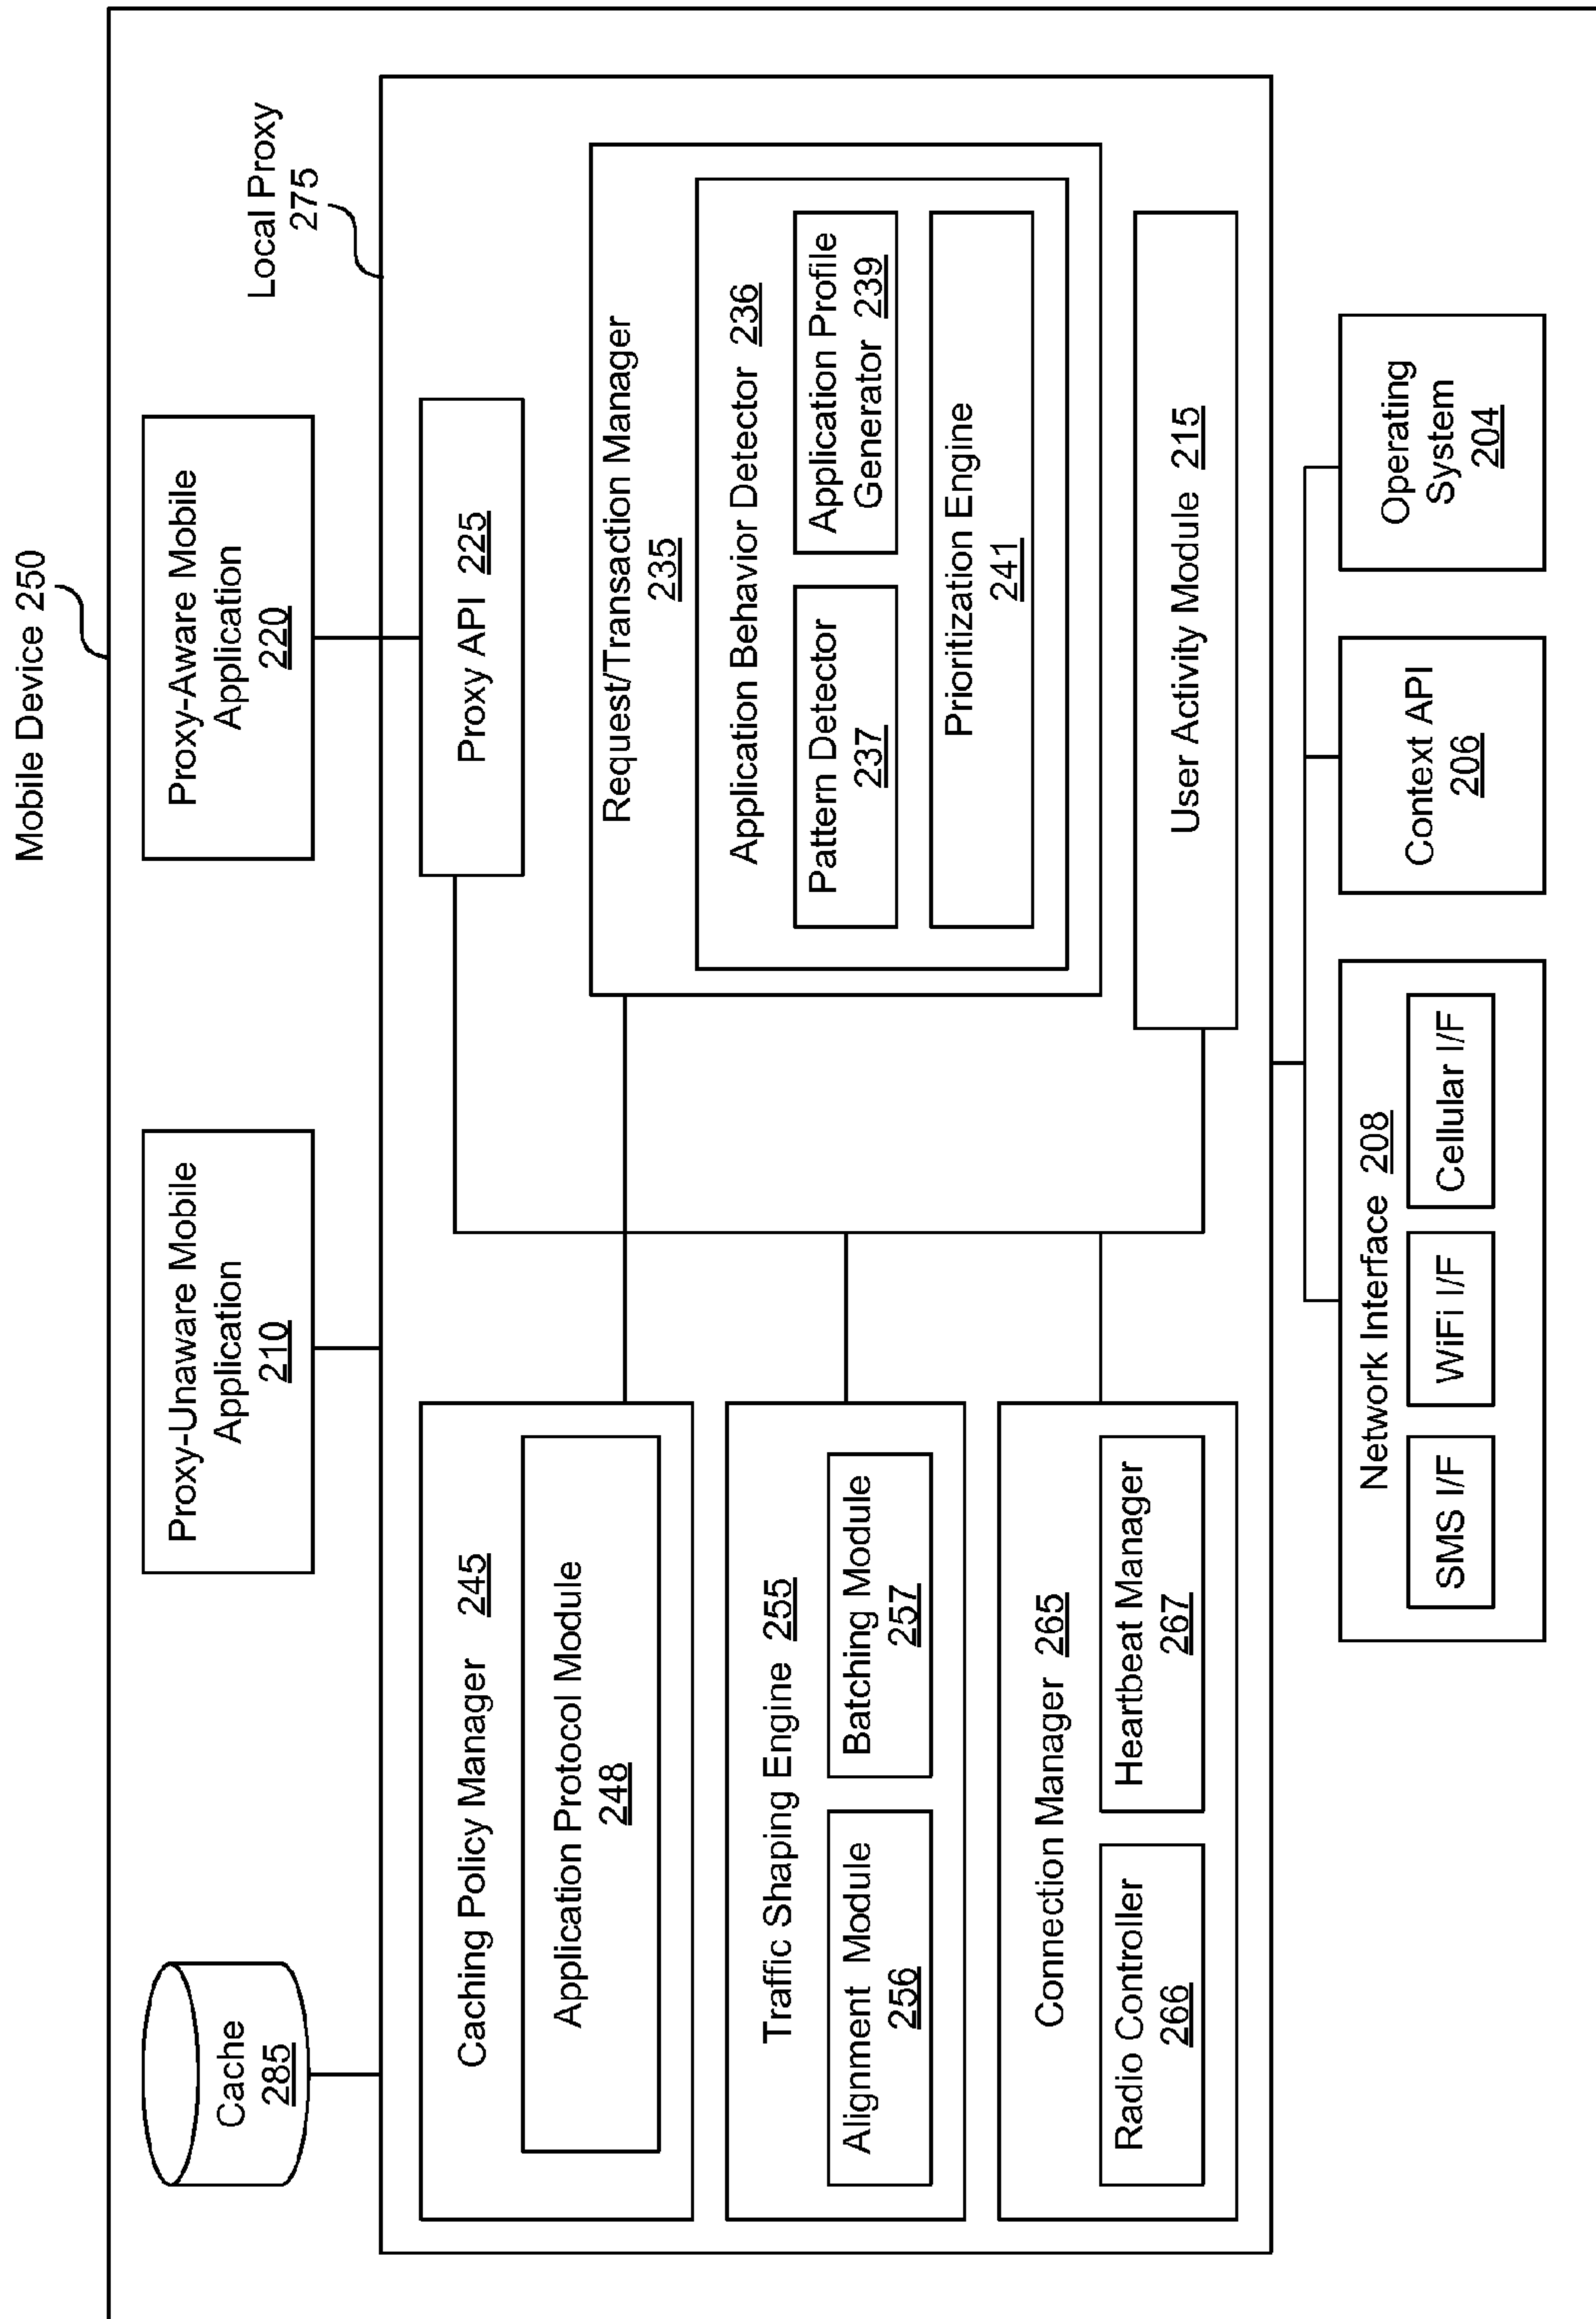 Mobile Device 250
Local Proxy
275
Cache
285
Proxy-Unaware Mobile
Application
210
Proxy-Aware Mobile
Application
220
Proxy API 225
Caching Policy Manager 245
Application Protocol Module
248
Traffic Shaping Engine 255
Alignment Module
256
Batching Module
257
Connection Manager 265
Radio Controller
266
Heartbeat Manager
267
Request/Transaction Manager
235
Application Behavior Detector 236
Pattern Detector
237
Application Profile
Generator 239
Prioritization Engine
241
User Activity Module 215
Network Interface 208
SMS I/F
WiFi I/F
Cellular I/F
Context API
206
Operating
System
204